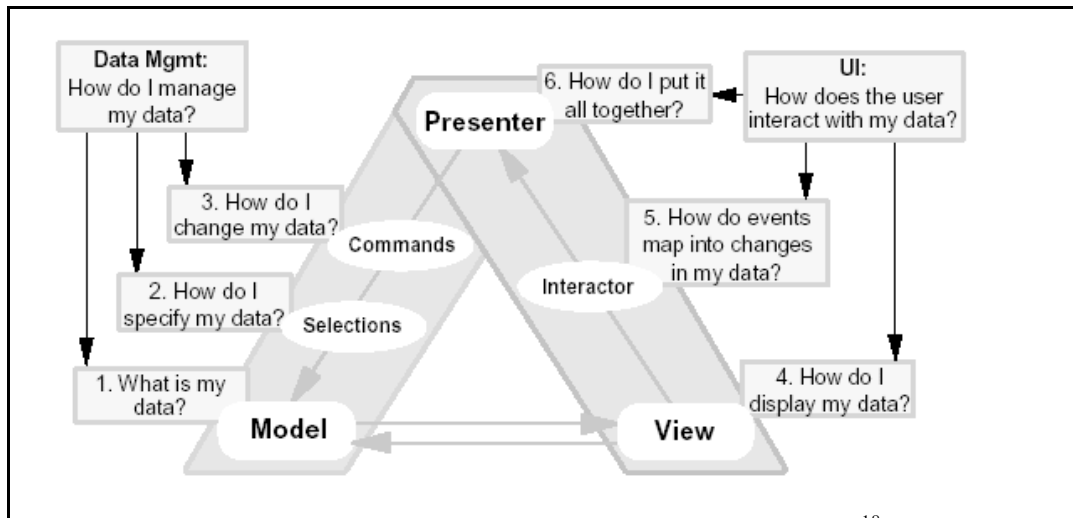 Data Mgmt:
How do I manage
my data?
6. How do I put it
all together?
UI:
How does the user
interact with my data?
Presenter
3. How do I
change my data?
Commands
5. How do events
map into changes
in my data?
2. How do I
specify my data?
Selections
Interactor
1. What is my
data?
4. How do I
display my data?
Model
View